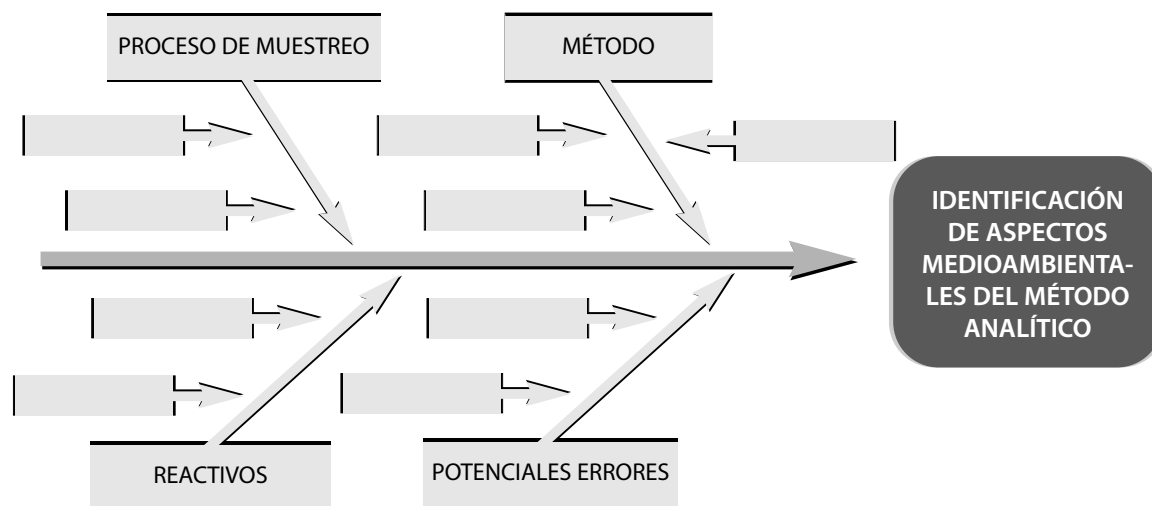 PROCESO DE MUESTREO
MÉTODO
IDENTIFICACIÓN
DE ASPECTOS
MEDIOAMBIENTA-
LES DEL MÉTODO
ANALÍTICO
REACTIVOS
POTENCIALES ERRORES